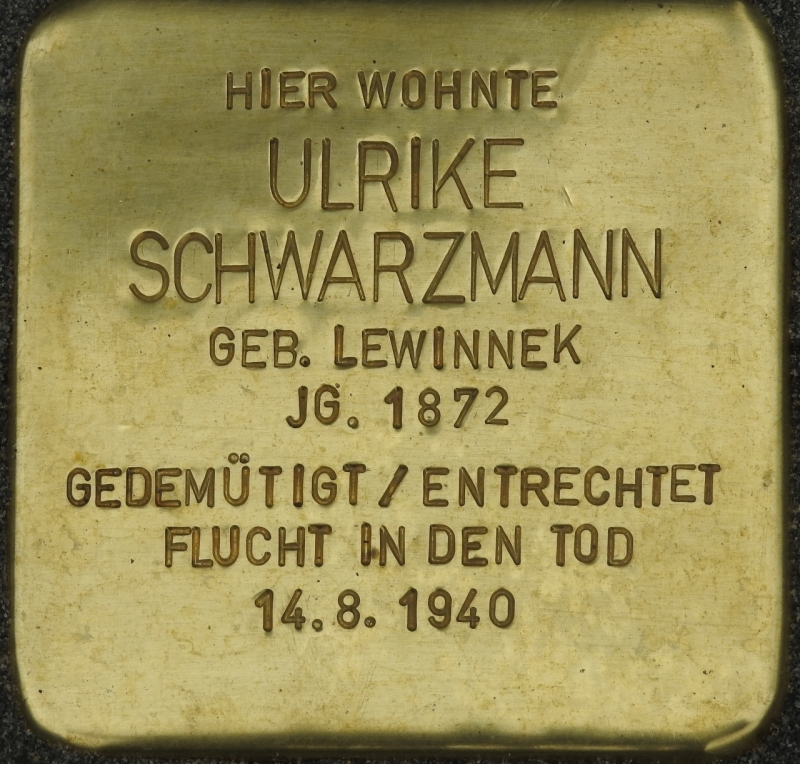 HIER WOHNTE
ULRIKE
SCHWARZMANN
GEB. LEWINNEK
JG. 1872
GEDEMÜTIGT / ENTRECHTET
FLUCHT IN DEN TOD
14.8. 1940